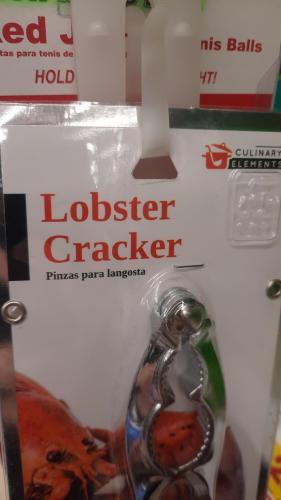 ed J
nis Balls
tas para tenis de
HOLD
HT!
CULINARY
ELEMENTS
Lobster
Cracker
Pinzas para langosta